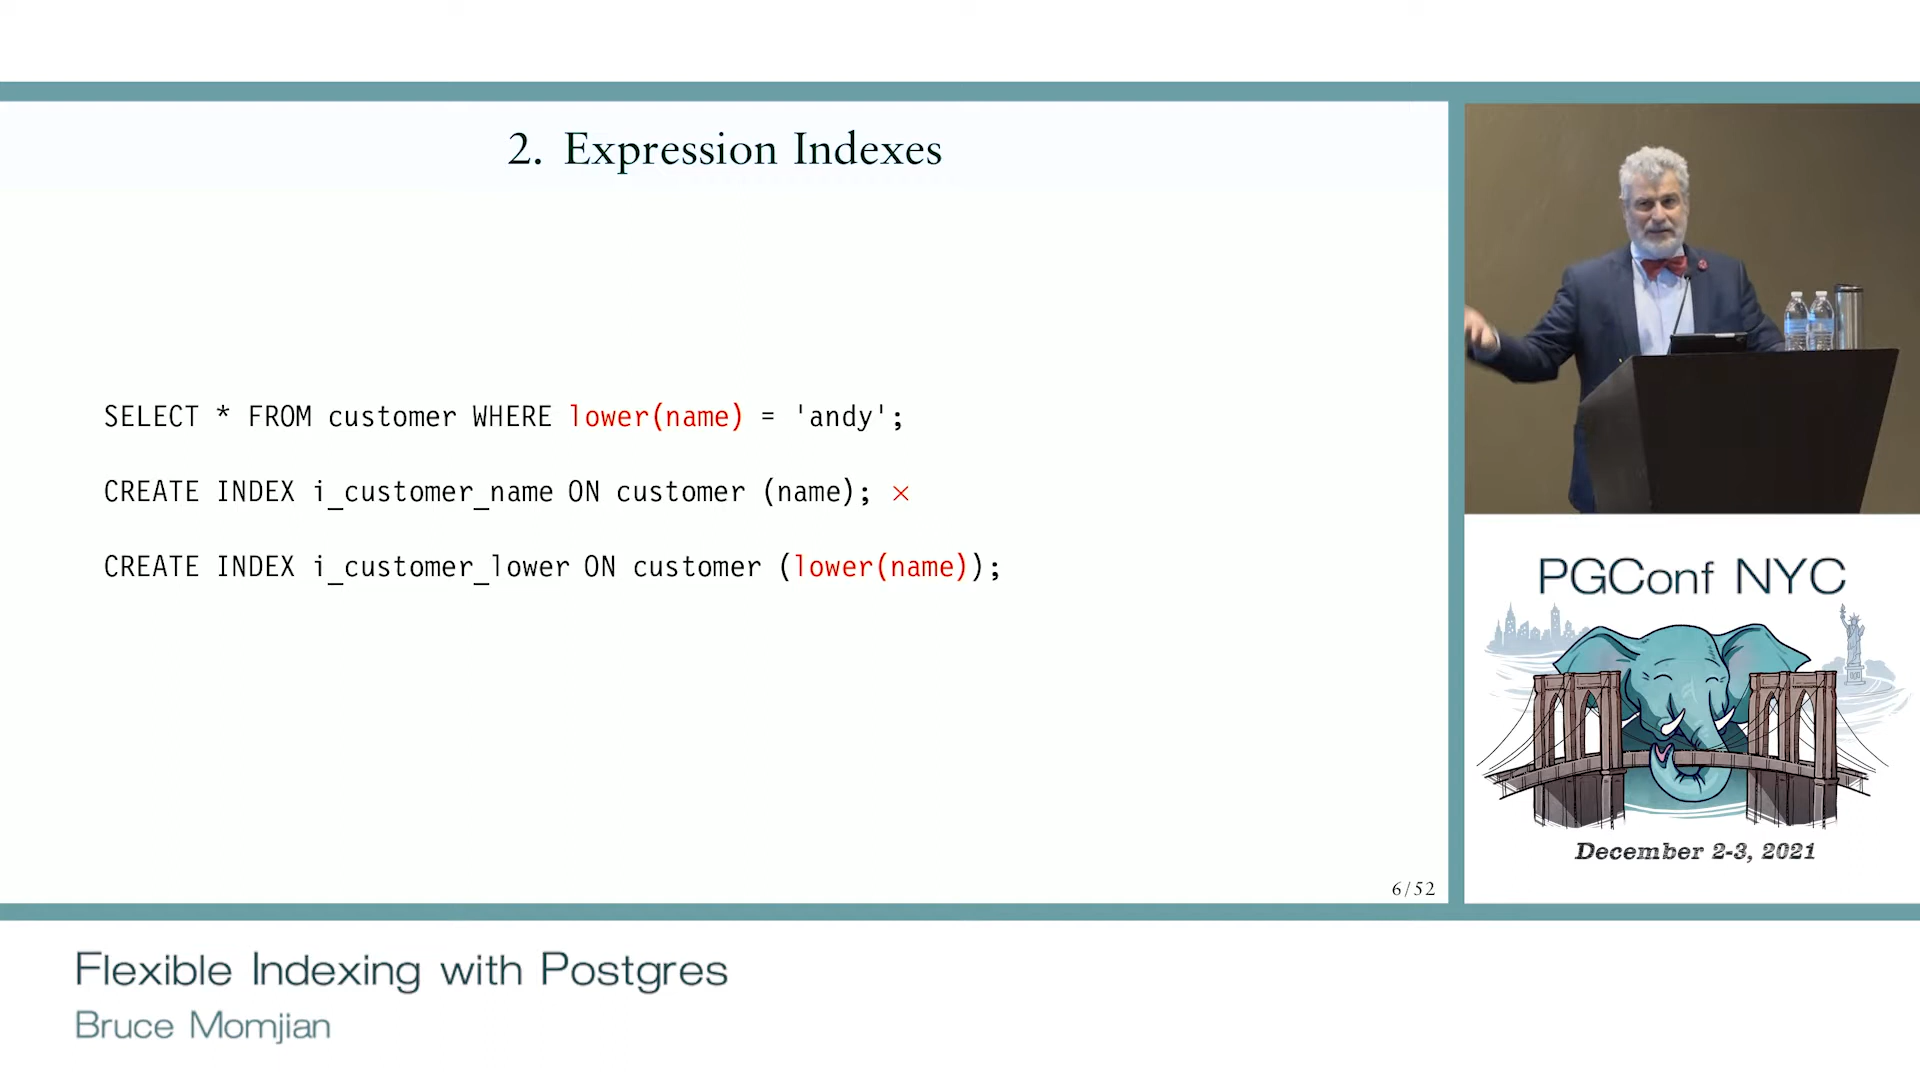 2. Expression Indexes
SELECT * FROM customer WHERE lower(name) = 'andy';
CREATE INDEX i_customer_name ON customer (name); ×
CREATE INDEX i_customer_lower ON customer (lower(name));
6/52
PGConf NYC
December 2-3, 2021
Flexible Indexing with Postgres
Bruce Momjian